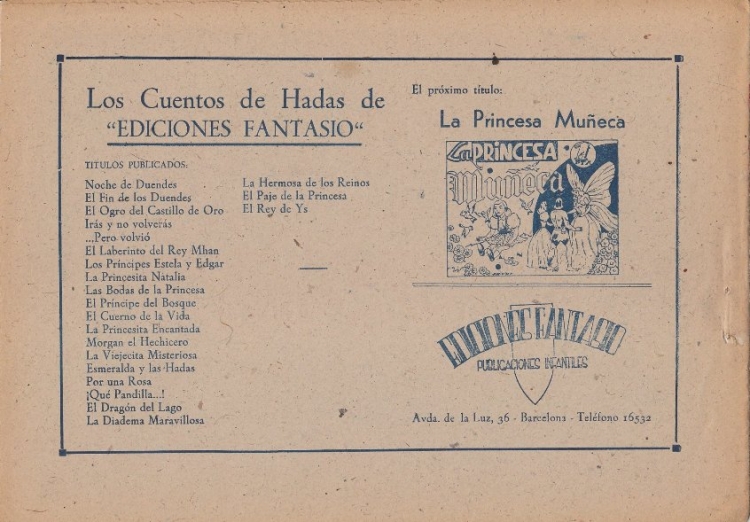 Los Cuentos de Hadas de
"EDICIONES FANTASIO"
TITULOS PUBLICADOS:
Noche de Duendes
El Fin de los Duendes
El Ogro del Castillo de Oro
Irás y no volverás
...Pero volvió
El Laberinto del Rey Mhan
Los Príncipes Estela y Edgar
La Princesita Natalia
Las Bodas de la Princesa
El Príncipe del Bosque
El Cuerno de la Vida
La Princesita Encantada
Morgan el Hechicero
La Viejecita Misteriosa
Esmeralda y las Hadas
Por una Rosa
¡Qué Pandilla...!
El Dragón del Lago
La Diadema Maravillosa
La Hermosa de los Reinos
El Paje de la Princesa
El Rey de Ys
El próximo título:
La Princesa Muñeca
La PRINCESA
Muñeca
EDICIONES FANTASIO
PUBLICACIONES INFANTILES
Avda. de la Luz, 36 - Barcelona - Teléfono 16532